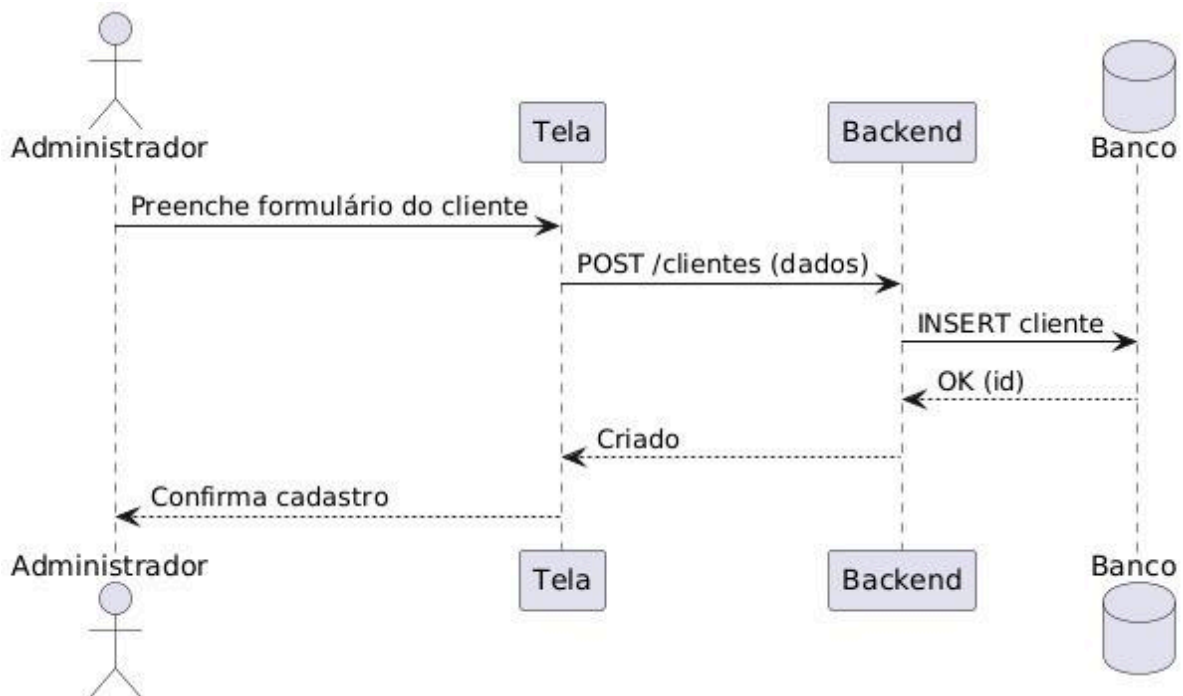 Administrador
Tela
Backend
Banco
Preenche formulário do cliente
POST /clientes (dados)
INSERT cliente
OK (id)
Criado
Confirma cadastro
Administrador
Tela
Backend
Banco